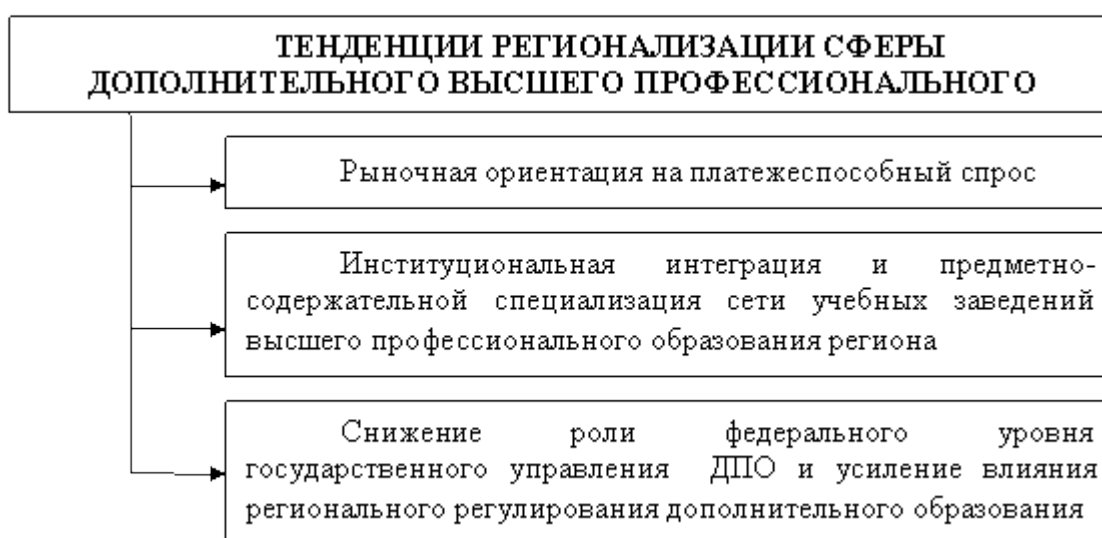 ТЕНДЕНЦИИ РЕГИОНАЛИЗАЦИИ СФЕРЫ
ДОПОЛНИТЕЛЬНОГО ВЫСШЕГО ПРОФЕССИОНАЛЬНОГО
Рыночная ориентация на платежеспособный спрос
Институциональная интеграция и предметно-
содержательной специализация сети учебных заведений
высшего профессионального образования региона
Снижение роли федерального уровня
государственного управления ДПО и усиление влияния
регионального регулирования дополнительного образования